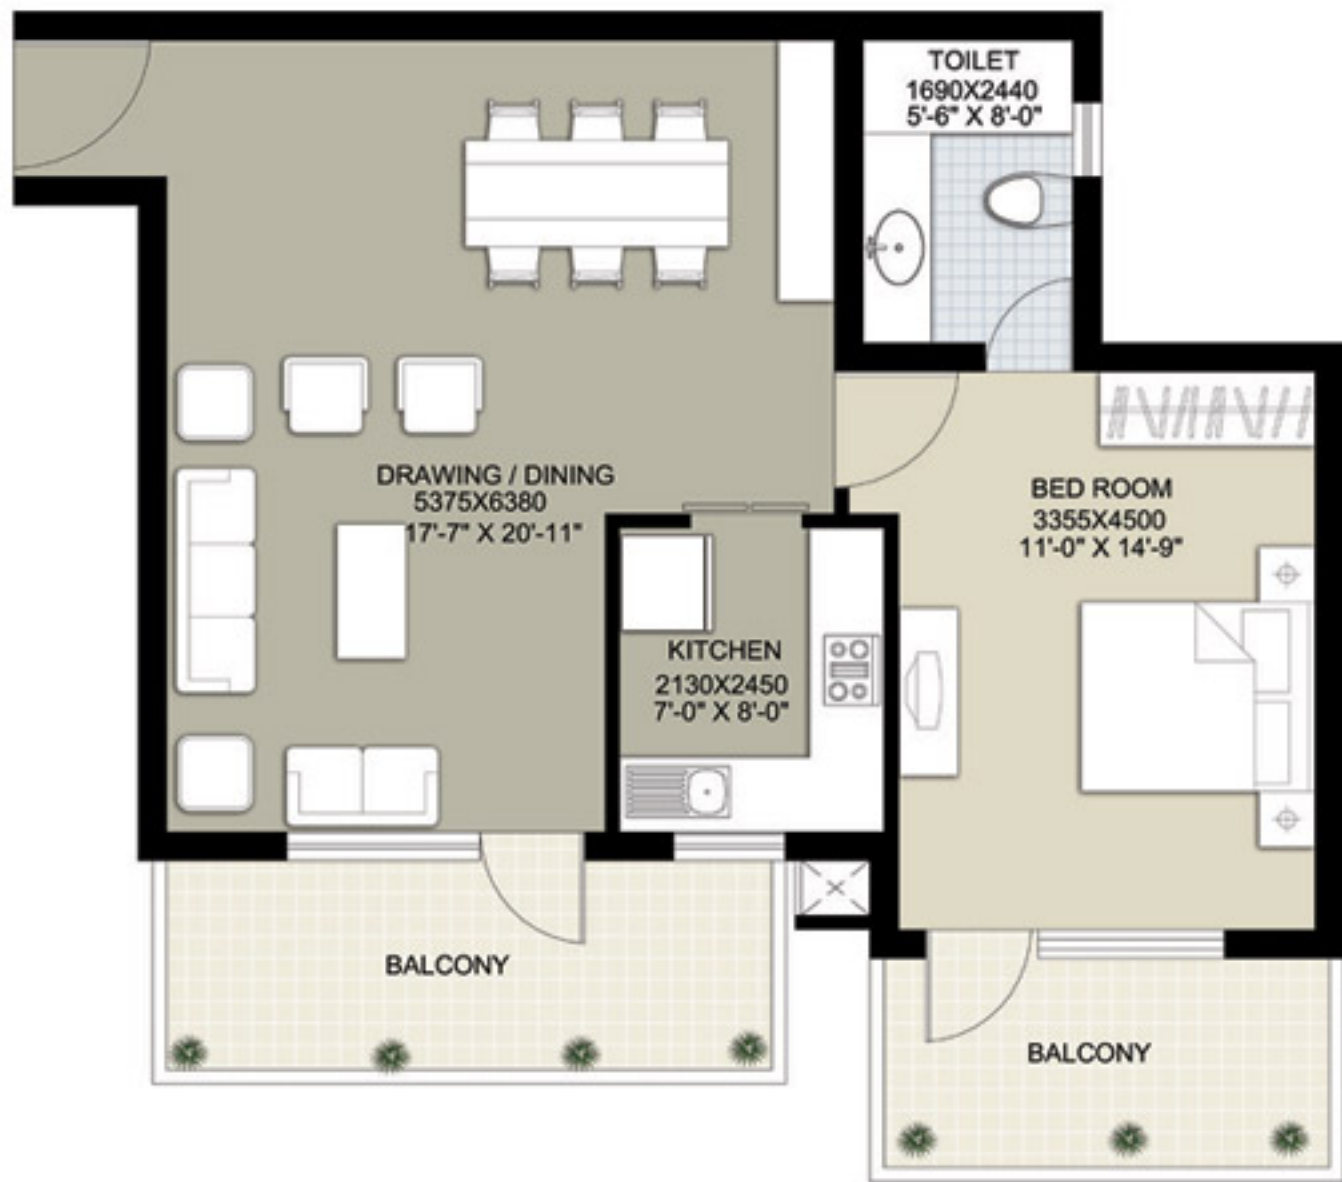 TOILET
1690X2440
5'-6" X 8'-0"
DRAWING / DINING
5375X6380
17'-7" X 20'-11"
BED ROOM
3355X4500
11'-0" X 14'-9"
KITCHEN
2130X2450
7'-0" X 8'-0"
BALCONY
BALCONY